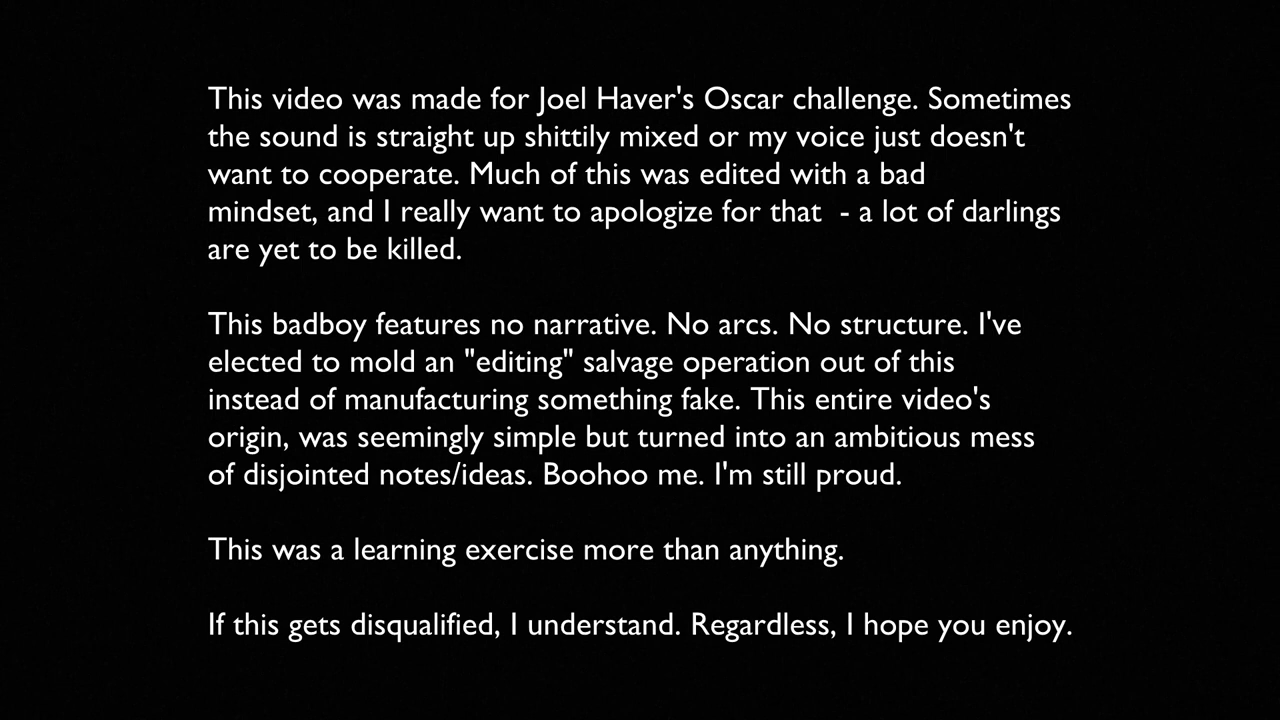 This video was made for Joel Haver's Oscar challenge. Sometimes
the sound is straight up shittily mixed or my voice just doesn't
want to cooperate. Much of this was edited with a bad
mindset, and I really want to apologize for that  - a lot of darlings
are yet to be killed.
This badboy features no narrative. No arcs. No structure. I've
elected to mold an "editing" salvage operation out of this
instead of manufacturing something fake. This entire video's
origin, was seemingly simple but turned into an ambitious mess
of disjointed notes/ideas. Boohoo me. I'm still proud.
This was a learning exercise more than anything.
If this gets disqualified, I understand. Regardless, I hope you enjoy.